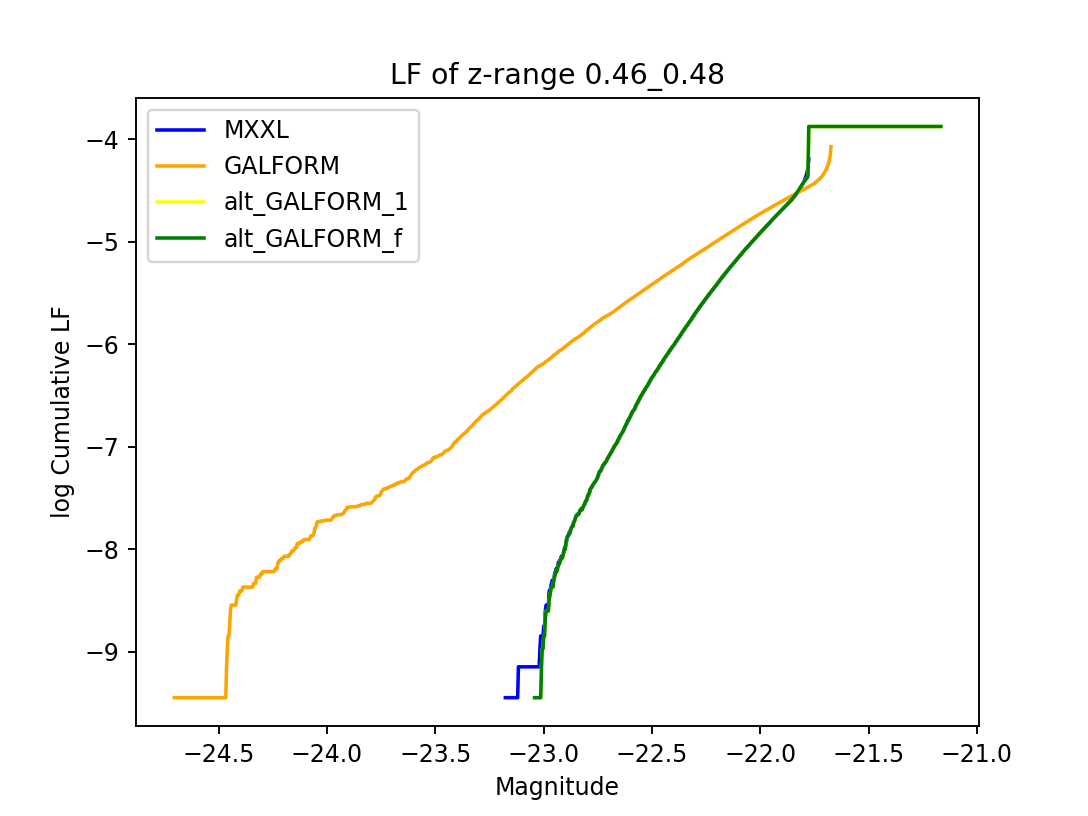 LF of z-range 0.46_0.48
MXXL
GALFORM
alt_GALFORM_1
alt_GALFORM_f
log Cumulative LF
−4
−5
−6
−7
−8
−9
−24.5 −24.0 −23.5 −23.0 −22.5 −22.0 −21.5 −21.0
Magnitude